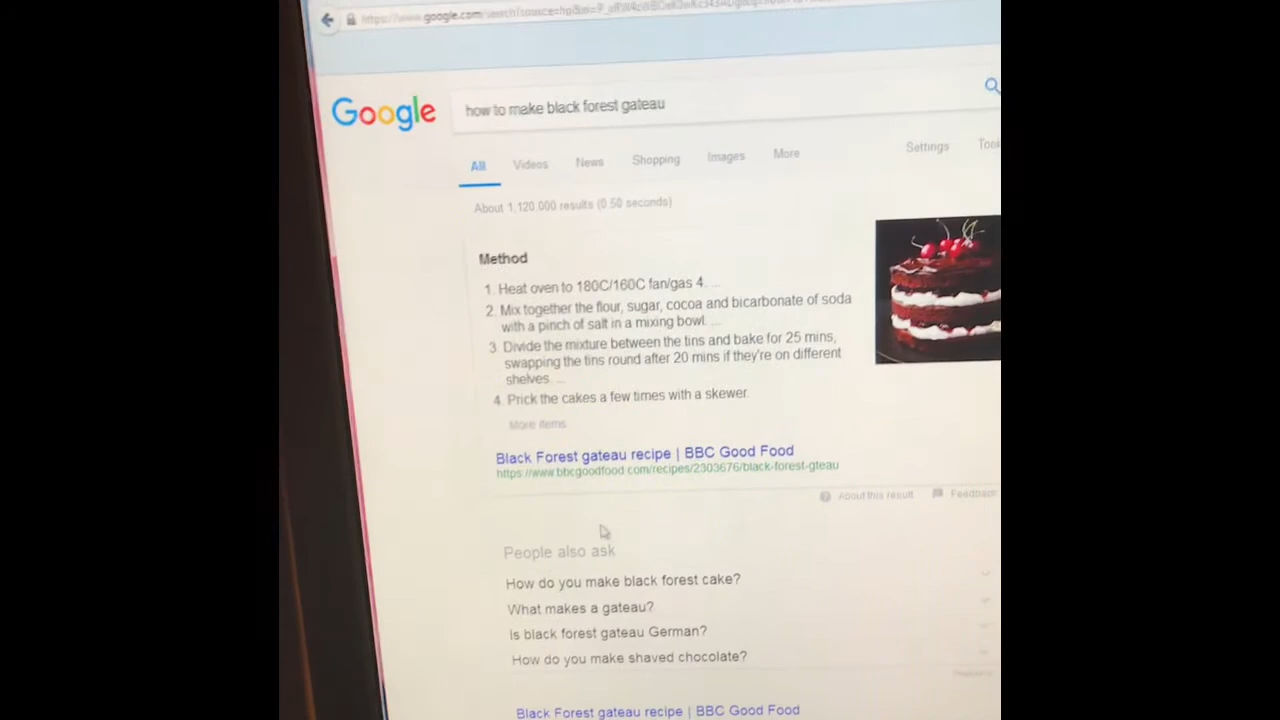 Google
how to make black forest gateau
All Videos News Shopping Images More Settings
About 1,120,000 results (0.50 seconds)
Method
1. Heat oven to 180C/160C fan/gas 4. ...
2. Mix together the flour, sugar, cocoa and bicarbonate of soda
with a pinch of salt in a mixing bowl. ...
3. Divide the mixture between the tins and bake for 25 mins,
swapping the tins round after 20 mins if they're on different
shelves. ...
4. Prick the cakes a few times with a skewer.
More items
Black Forest gateau recipe | BBC Good Food
https://www.bbcgoodfood.com/recipes/2303676/black-forest-gteau
About this result Feedback
People also ask
How do you make black forest cake?
What makes a gateau?
Is black forest gateau German?
How do you make shaved chocolate?
Black Forest gateau recipe | BBC Good Food